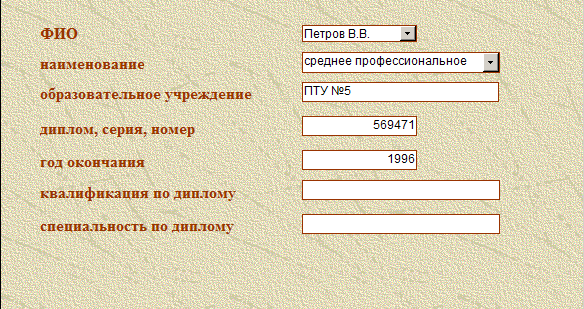 ФИО Петров В.В.
наименование среднее профессиональное
образовательное учреждение ПТУ №5
диплом, серия, номер 569471
год окончания 1996
квалификация по диплому
специальность по диплому